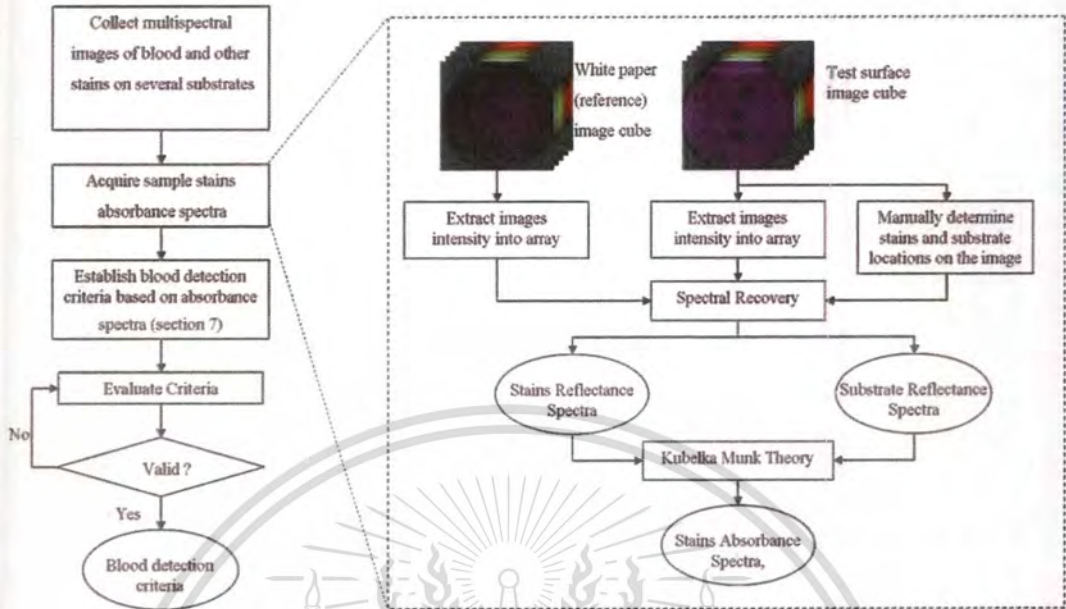 Collect multispectral
images of blood and other
stains on several substrates
Acquire sample stains
absorbance spectra
Establish blood detection
criteria based on absorbance
spectra (section 7)
Evaluate Criteria
No
Valid ?
Yes
Blood detection
criteria
White paper
(reference)
image cube
Test surface
image cube
Extract images
intensity into array
Extract images
intensity into array
Manually determine
stains and substrate
locations on the image
Spectral Recovery
Stains Reflectance
Spectra
Substrate Reflectance
Spectra
Kubelka Munk Theory
Stains Absorbance
Spectra,